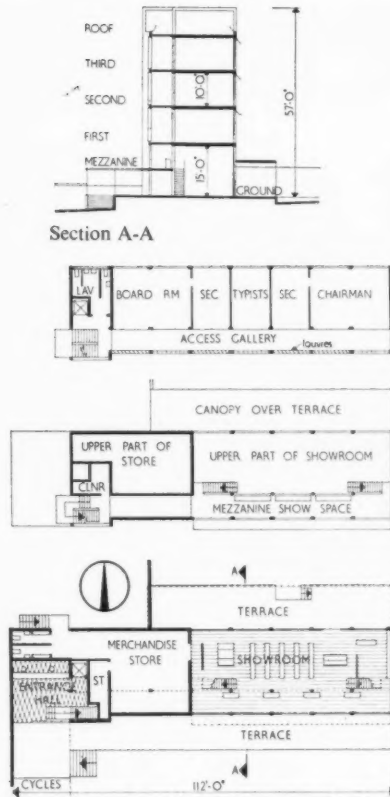 ROOF
THIRD
SECOND
FIRST
MEZZANINE
10'-0"
15'-0"
57'-0"
GROUND
Section A-A
LAV
BOARD RM
SEC
TYPISTS
SEC
CHAIRMAN
ACCESS GALLERY
louvres
CANOPY OVER TERRACE
UPPER PART OF
STORE
UPPER PART OF SHOWROOM
CLNR
MEZZANINE SHOW SPACE
A
TERRACE
MERCHANDISE
STORE
SHOWROOM
ENTRANCE
HALL
ST
TERRACE
CYCLES
A
112'-0"